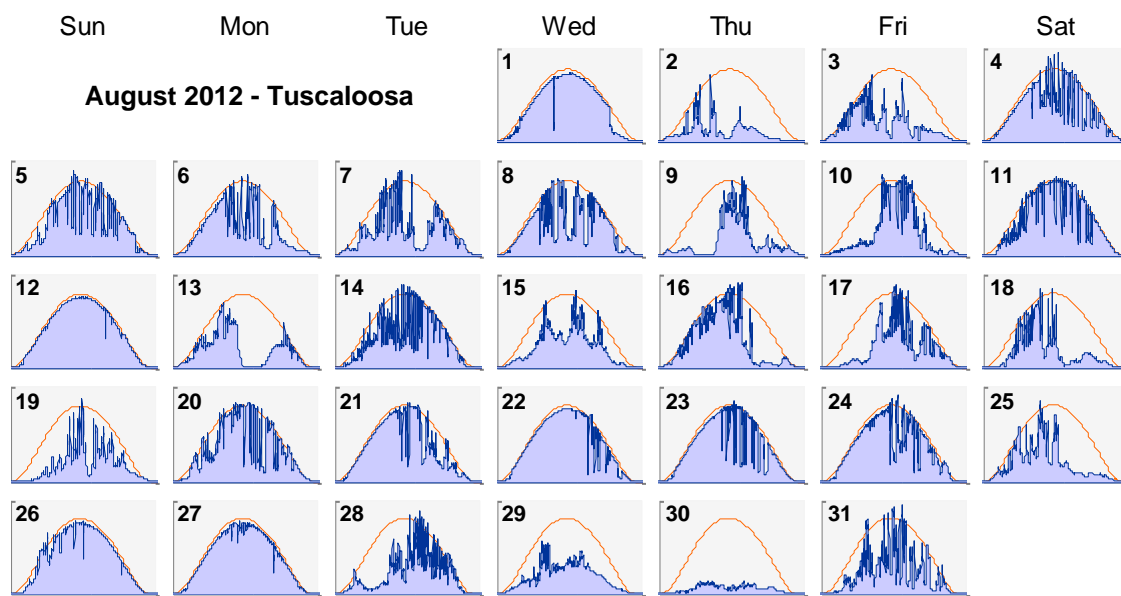 Sun Mon Tue Wed Thu Fri Sat
August 2012 - Tuscaloosa
1 2 3 4
5 6 7 8 9 10 11
12 13 14 15 16 17 18
19 20 21 22 23 24 25
26 27 28 29 30 31